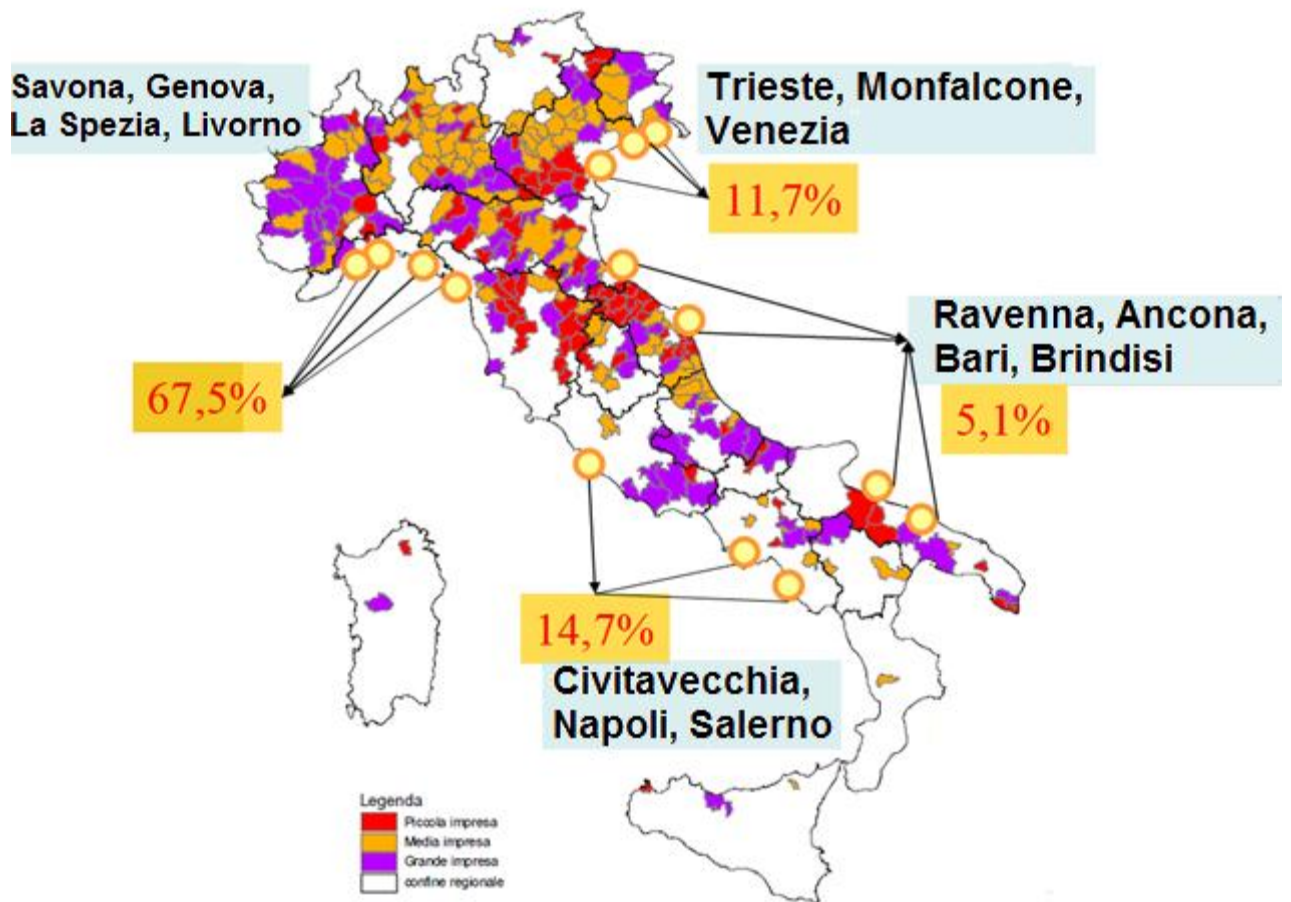 Savona, Genova,
La Spezia, Livorno
Trieste, Monfalcone,
Venezia
11,7%
67,5%
Ravenna, Ancona,
Bari, Brindisi
5,1%
14,7%
Civitavecchia,
Napoli, Salerno
Legenda
Piccola impresa
Media impresa
Grande impresa
confine regionale